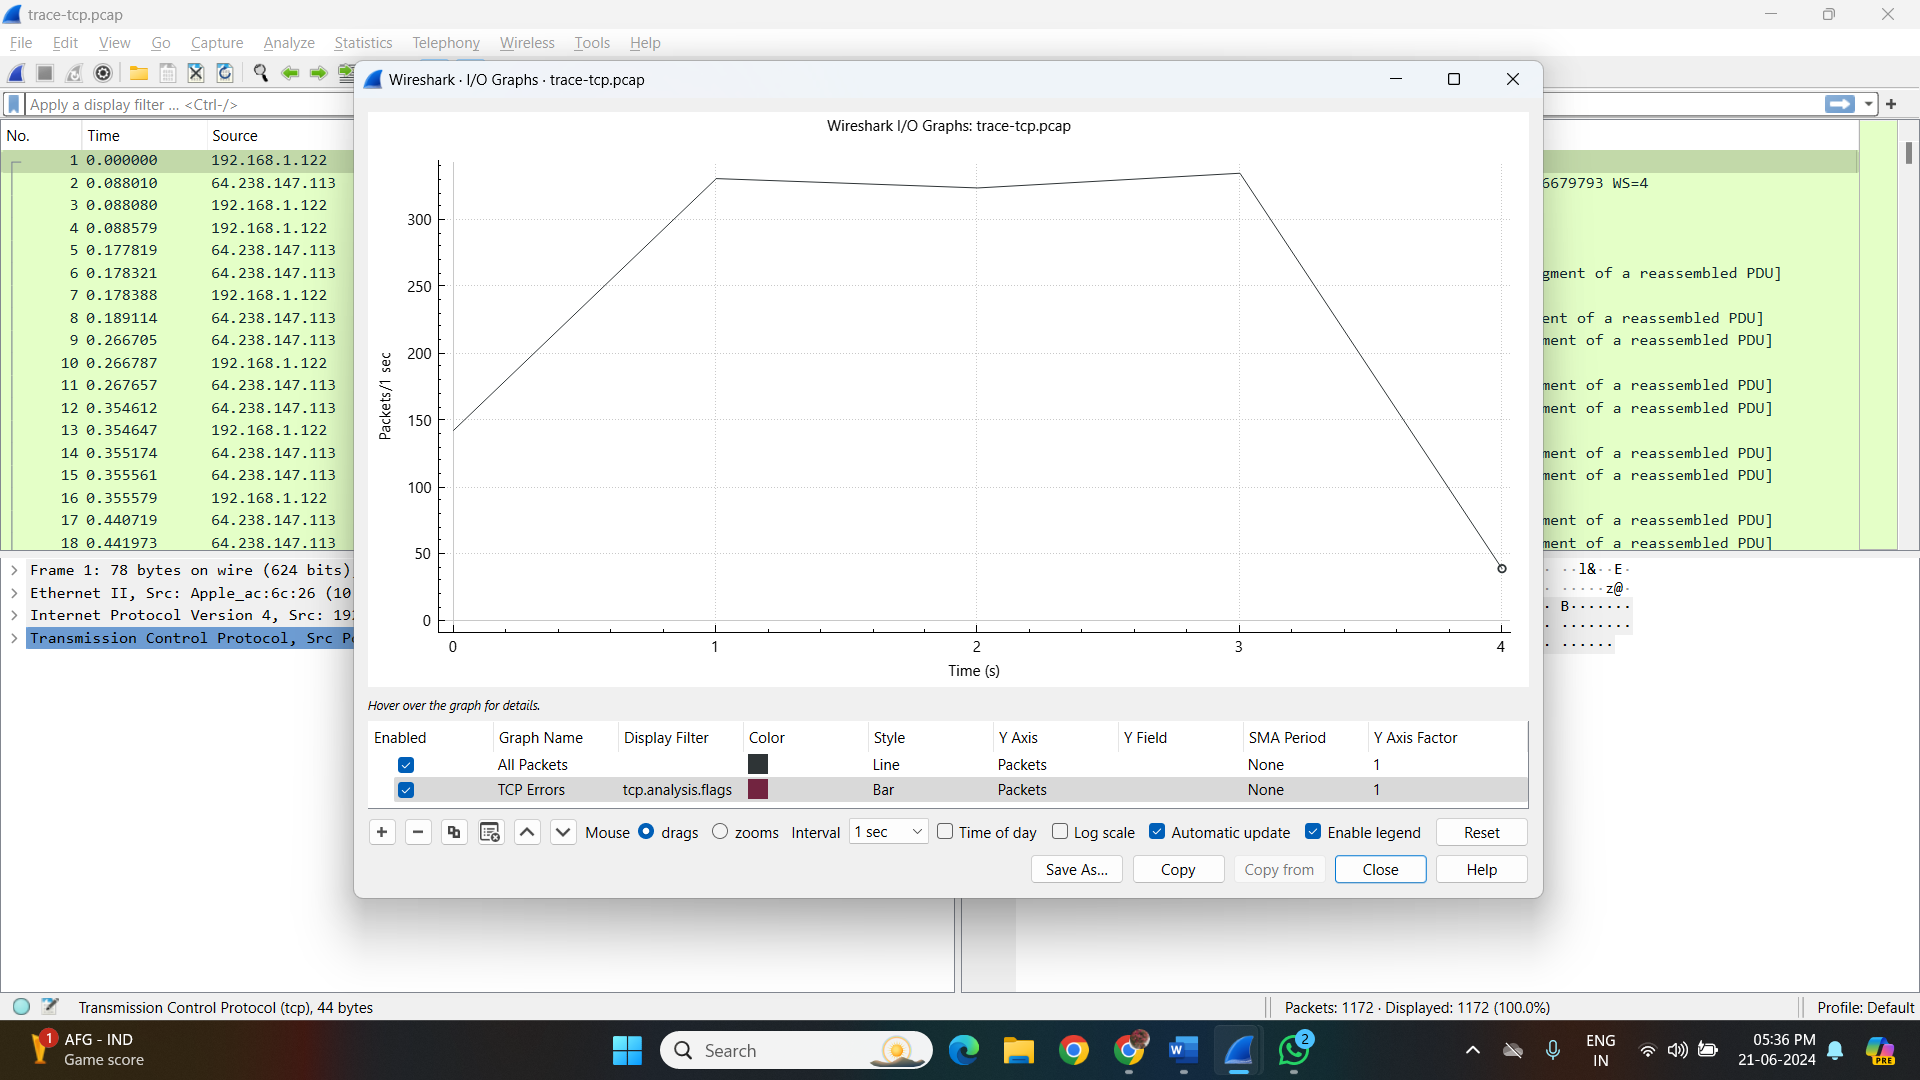 trace-tcp.pcap
File Edit View Go Capture Analyze Statistics Telephony Wireless Tools Help
Apply a display filter … <Ctrl-/>
No. Time Source
1 0.000000 192.168.1.122
2 0.088010 64.238.147.113
3 0.088080 192.168.1.122
4 0.088579 192.168.1.122
5 0.177819 64.238.147.113
6 0.178321 64.238.147.113
7 0.178388 192.168.1.122
8 0.189114 64.238.147.113
9 0.266705 64.238.147.113
10 0.266787 192.168.1.122
11 0.267657 64.238.147.113
12 0.354612 64.238.147.113
13 0.354647 192.168.1.122
14 0.355174 64.238.147.113
15 0.355561 64.238.147.113
16 0.355579 192.168.1.122
17 0.440719 64.238.147.113
18 0.441973 64.238.147.113
6679793 WS=4
gment of a reassembled PDU]
ent of a reassembled PDU]
ment of a reassembled PDU]
ment of a reassembled PDU]
ment of a reassembled PDU]
ment of a reassembled PDU]
ment of a reassembled PDU]
ment of a reassembled PDU]
ment of a reassembled PDU]
Frame 1: 78 bytes on wire (624 bits)
Ethernet II, Src: Apple_ac:6c:26 (10
Internet Protocol Version 4, Src: 19
Transmission Control Protocol, Src P
· ··l&··E·
· ·····z@·
· B·······
· ········
· ······
Wireshark · I/O Graphs · trace-tcp.pcap
Wireshark I/O Graphs: trace-tcp.pcap
Packets/1 sec
300
250
200
150
100
50
0
0 1 2 3 4
Time (s)
Hover over the graph for details.
Enabled Graph Name Display Filter Color Style Y Axis Y Field SMA Period Y Axis Factor
All Packets Line Packets None 1
TCP Errors tcp.analysis.flags Bar Packets None 1
Mouse drags zooms Interval 1 sec Time of day Log scale Automatic update Enable legend Reset
Save As... Copy Copy from Close Help
Transmission Control Protocol (tcp), 44 bytes
Packets: 1172 · Displayed: 1172 (100.0%)
Profile: Default
1
AFG - IND
Game score
Search
W
2
ENG
IN
05:36 PM
21-06-2024
PRE